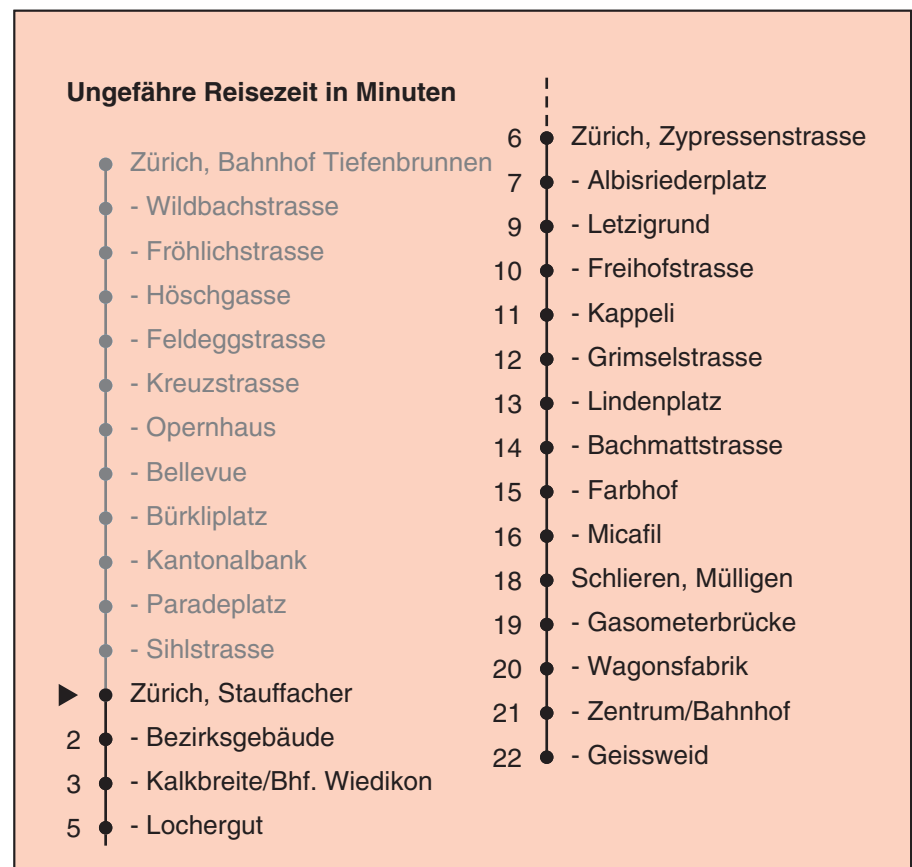 Ungefähre Reisezeit in Minuten
Zürich, Bahnhof Tiefenbrunnen
- Wildbachstrasse
- Fröhlichstrasse
- Höschgasse
- Feldeggstrasse
- Kreuzstrasse
- Opernhaus
- Bellevue
- Bürkliplatz
- Kantonalbank
- Paradeplatz
- Sihlstrasse
Zürich, Stauffacher
2 - Bezirksgebäude
3 - Kalkbreite/Bhf. Wiedikon
5 - Lochergut
6 Zürich, Zypressenstrasse
7 - Albisriederplatz
9 - Letzigrund
10 - Freihofstrasse
11 - Kappeli
12 - Grimselstrasse
13 - Lindenplatz
14 - Bachmattstrasse
15 - Farbhof
16 - Micafil
18 Schlieren, Mülligen
19 - Gasometerbrücke
20 - Wagonsfabrik
21 - Zentrum/Bahnhof
22 - Geissweid